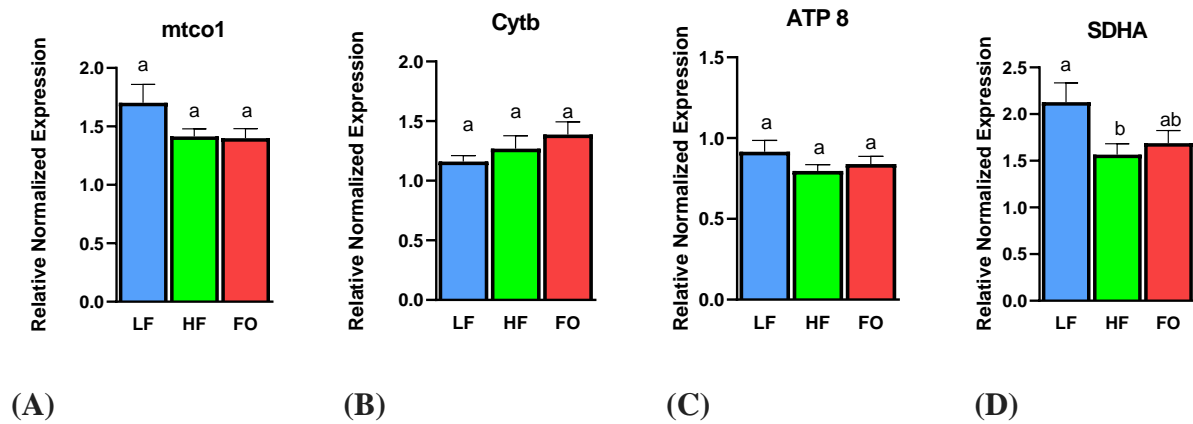 mtco1
Relative Normalized Expression
2.0
1.5
1.0
0.5
0.0
a
a
a
LF
HF
FO
(A)
Cytb
Relative Normalized Expression
2.0
1.5
1.0
0.5
0.0
a
a
a
LF
HF
FO
(B)
ATP 8
Relative Normalized Expression
1.5
1.0
0.5
0.0
a
a
a
LF
HF
FO
(C)
SDHA
Relative Normalized Expression
2.5
2.0
1.5
1.0
0.5
0.0
a
b
ab
LF
HF
FO
(D)